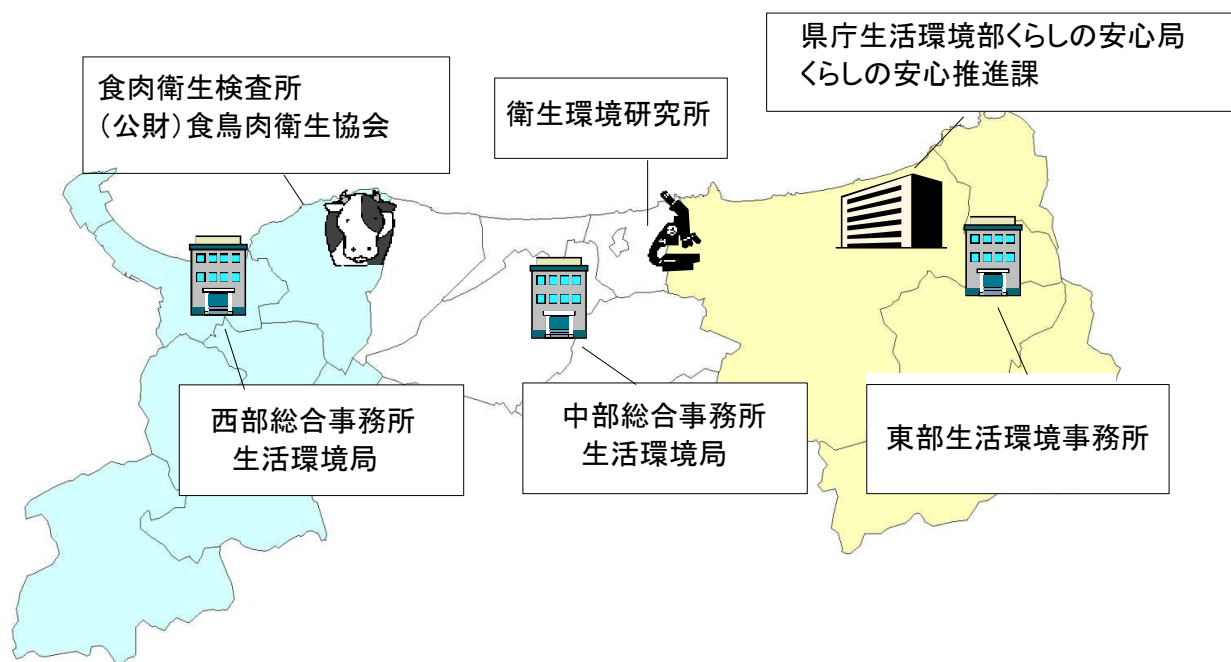 食肉衛生検査所
（公財）食鳥肉衛生協会
衛生環境研究所
県庁生活環境部くらしの安心局
くらしの安心推進課
西部総合事務所
生活環境局
中部総合事務所
生活環境局
東部生活環境事務所